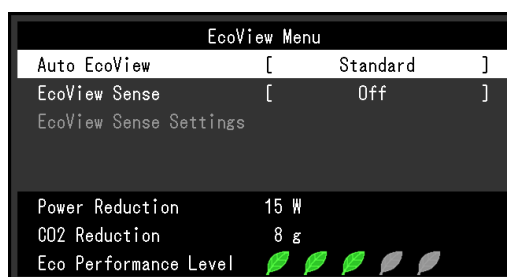 EcoView Menu
Auto EcoView [ Standard ]
EcoView Sense [ Off ]
EcoView Sense Settings
Power Reduction 15 W
CO2 Reduction 8 g
Eco Performance Level